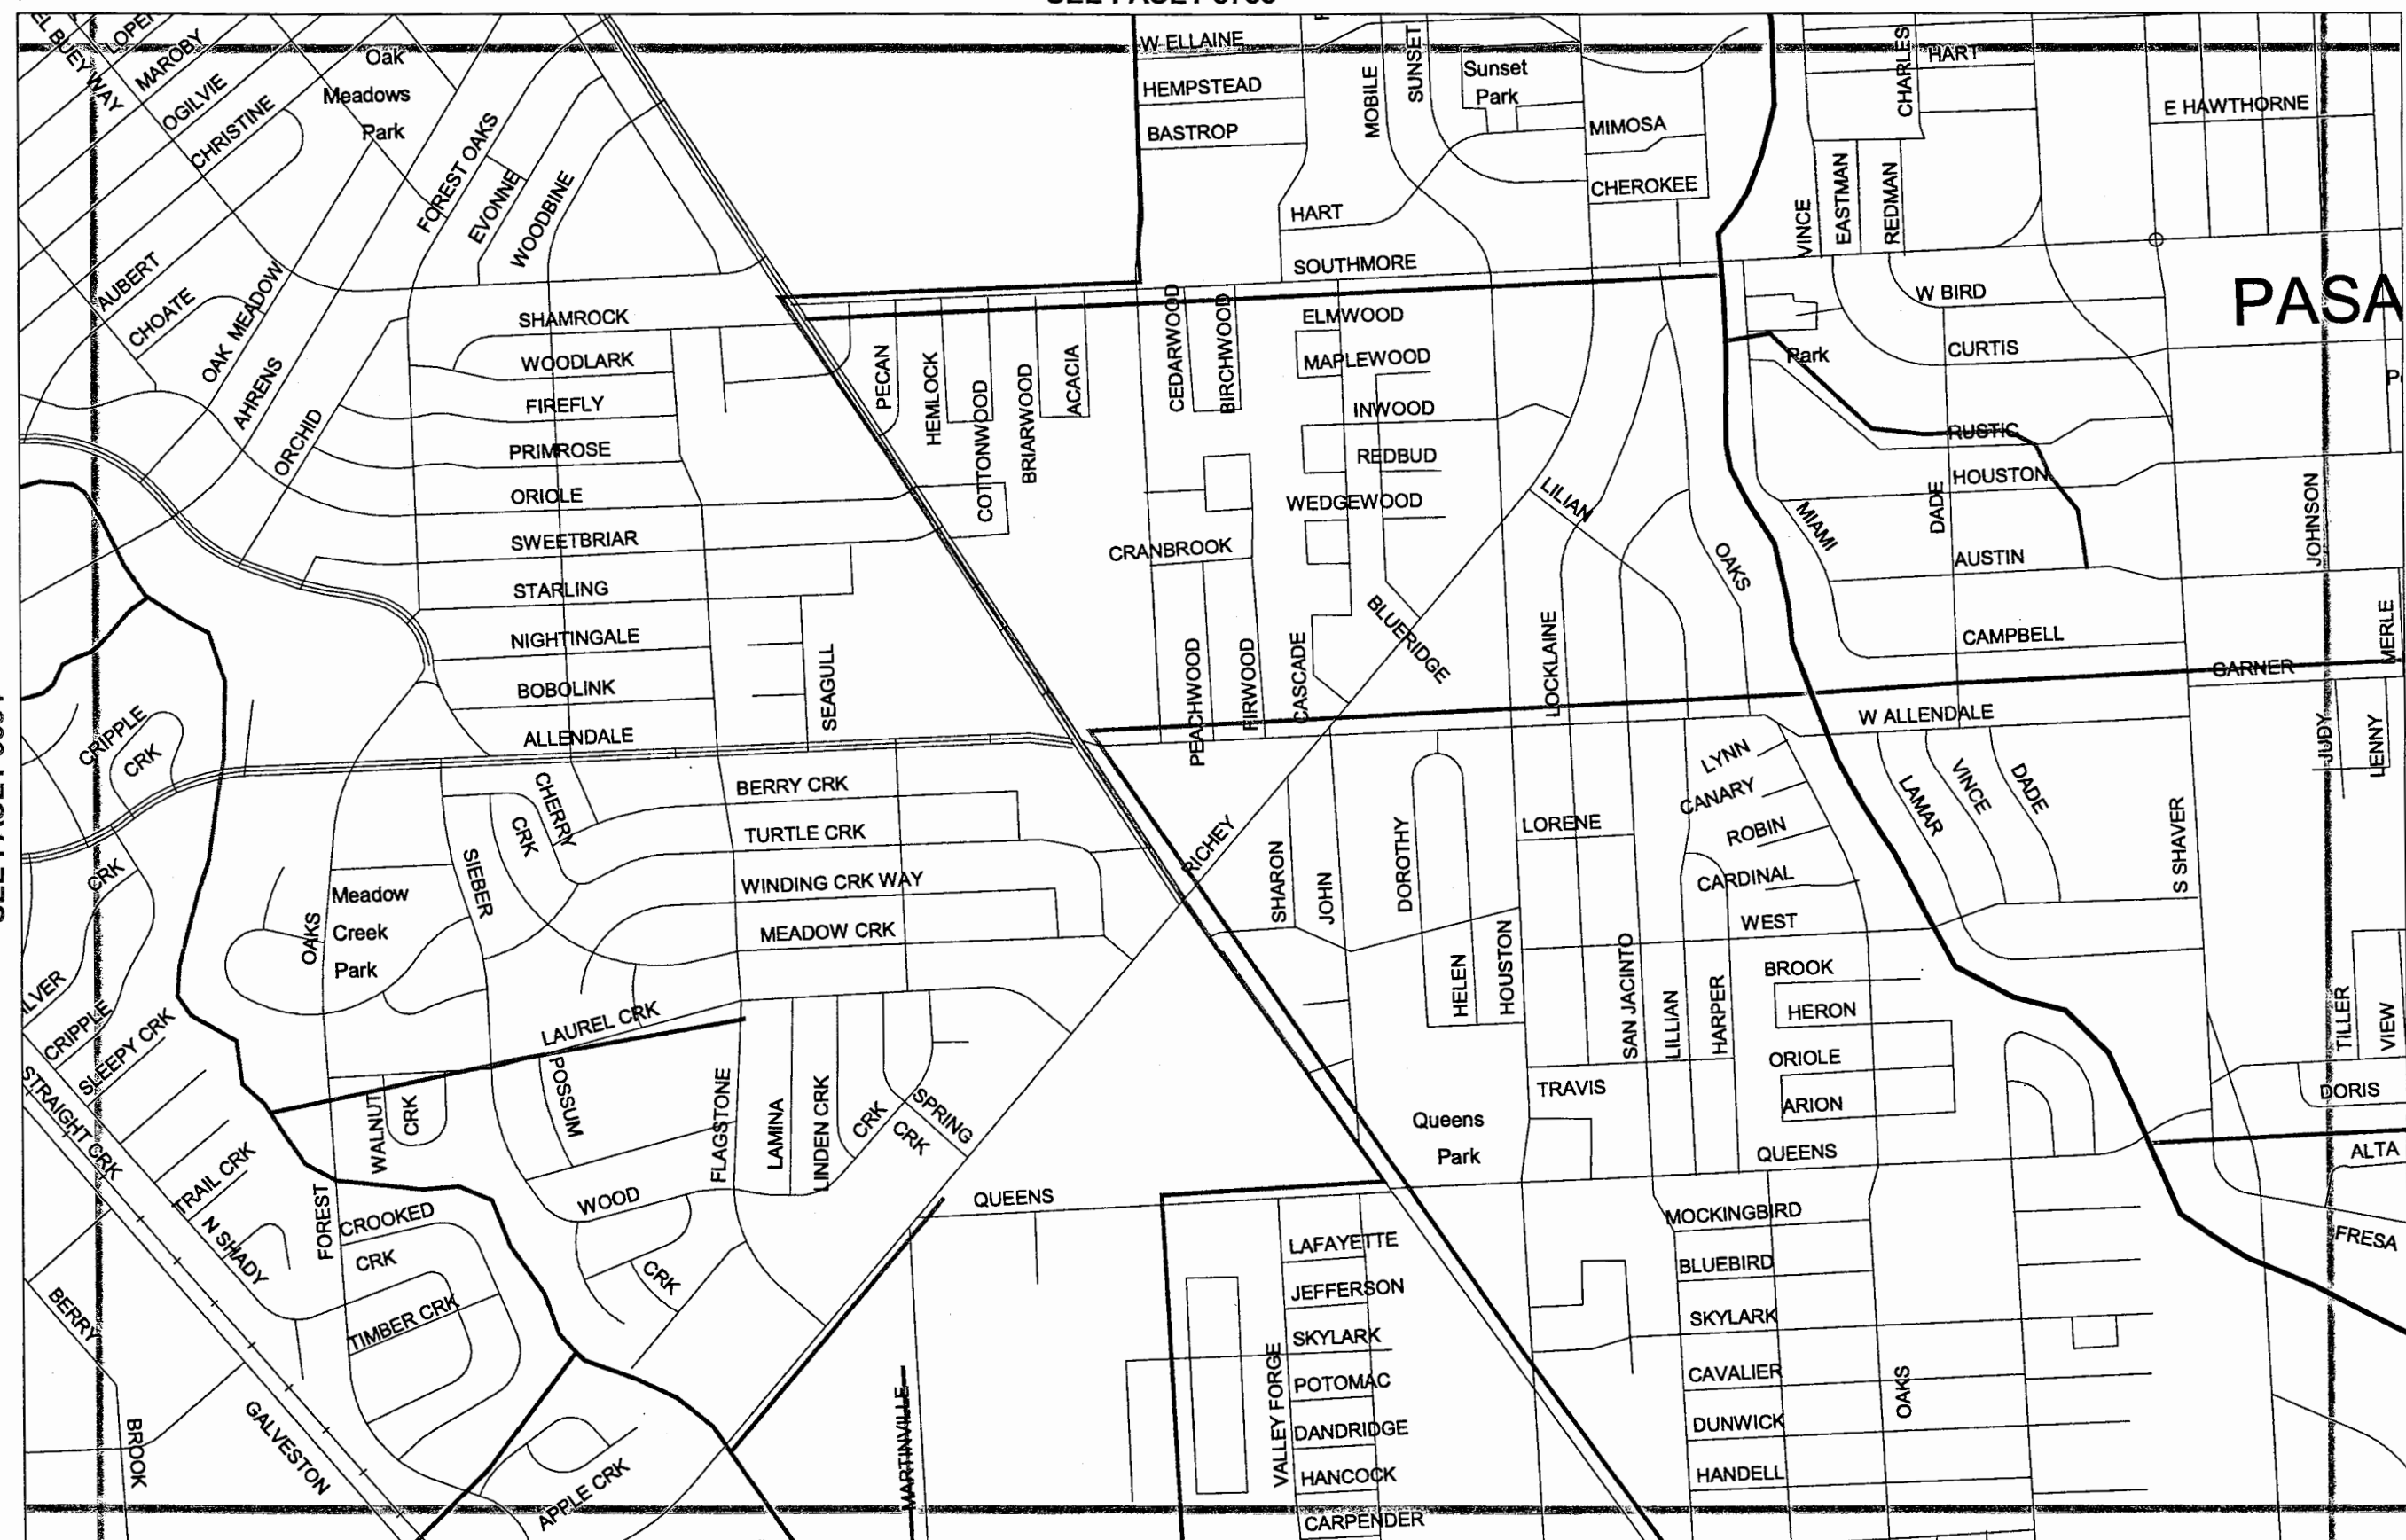 W ELLAINE
HEMPSTEAD
BASTROP
MOBILE
SUNSET
Sunset
Park
MIMOSA
CHEROKEE
HART
SOUTHMORE
CHARLES
HART
E HAWTHORNE
VINCE
EASTMAN
REDMAN
MAROBY
OGILVIE
CHRISTINE
Oak
Meadows
Park
FOREST OAKS
EVONNE
WOODBINE
AUBERT
CHOATE
OAK MEADOW
AHRENS
ORCHID
SHAMROCK
WOODLARK
FIREFLY
PRIMROSE
ORIOLE
SWEETBRIAR
STARLING
NIGHTINGALE
BOBOLINK
ALLENDALE
SEAGULL
PECAN
HEMLOCK
COTTONWOOD
BRIARWOOD
ACACIA
CEDARWOOD
BIRCHWOOD
ELMWOOD
MAPLEWOOD
INWOOD
REDBUD
WEDGEWOOD
CRANBROOK
LILIAN
OAKS
BLUERIDGE
PEACHWOOD
FIRWOOD
CASCADE
LOCKLAINE
W BIRD
PASA
Park
CURTIS
RUSTIC
HOUSTON
DADE
MIAMI
AUSTIN
CAMPBELL
GARNER
JOHNSON
MERLE
W ALLENDALE
JUDY
LENNY
LAMAR
VINCE
DADE
S SHAVER
LYNN
CANARY
ROBIN
CARDINAL
LORENE
WEST
RICHEY
SHARON
JOHN
DOROTHY
HELEN
HOUSTON
SAN JACINTO
LILLIAN
HARPER
BROOK
HERON
ORIOLE
ARION
TRAVIS
Queens
Park
QUEENS
TILLER
VIEW
DORIS
ALTA
FRESA
CRIPPLE
CRK
CRK
CHERRY
CRK
BERRY CRK
TURTLE CRK
WINDING CRK WAY
MEADOW CRK
SIEBER
Meadow
Creek
Park
OAKS
LAUREL CRK
CRIPPLE
SLEEPY CRK
STRAIGHT CRK
TRAIL CRK
N SHADY
WALNUT
CRK
POSSUM
FLAGSTONE
LAMINA
LINDEN CRK
CRK
SPRING
CRK
WOOD
CRK
FOREST
CROOKED
CRK
TIMBER CRK
BERRY
BROOK
GALVESTON
APPLE CRK
MARTINVILLE
QUEENS
LAFAYETTE
JEFFERSON
SKYLARK
POTOMAC
DANDRIDGE
HANCOCK
CARPENDER
VALLEY FORGE
MOCKINGBIRD
BLUEBIRD
SKYLARK
CAVALIER
DUNWICK
HANDELL
OAKS